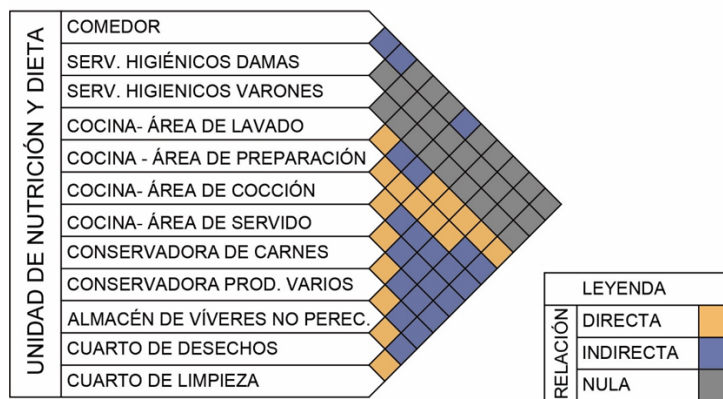 UNIDAD DE NUTRICIÓN Y DIETA
COMEDOR
SERV. HIGIÉNICOS DAMAS
SERV. HIGIENICOS VARONES
COCINA- ÁREA DE LAVADO
COCINA - ÁREA DE PREPARACIÓN
COCINA- ÁREA DE COCCIÓN
COCINA- ÁREA DE SERVIDO
CONSERVADORA DE CARNES
CONSERVADORA PROD. VARIOS
ALMACÉN DE VÍVERES NO PEREC.
CUARTO DE DESECHOS
CUARTO DE LIMPIEZA
LEYENDA
RELACIÓN
DIRECTA
INDIRECTA
NULA